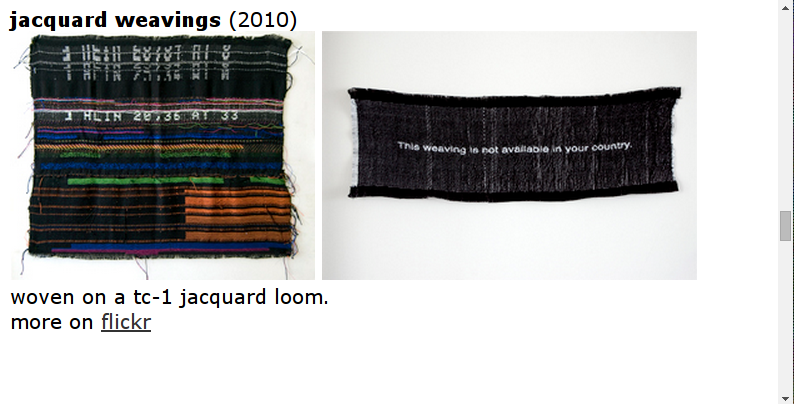 jacquard weavings (2010)
1 HLIN 20,36 AT 33
This weaving is not available in your country.
woven on a tc-1 jacquard loom.
more on flickr